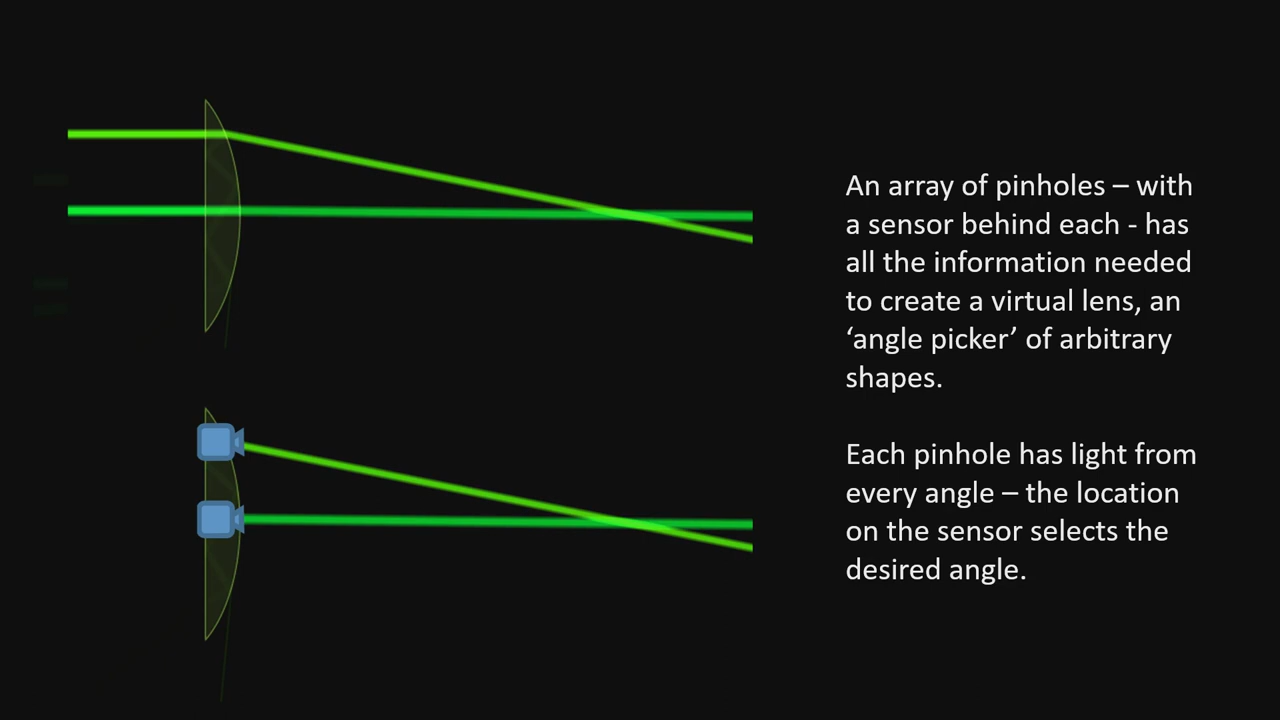 An array of pinholes – with
a sensor behind each - has
all the information needed
to create a virtual lens, an
‘angle picker’ of arbitrary
shapes.
Each pinhole has light from
every angle – the location
on the sensor selects the
desired angle.